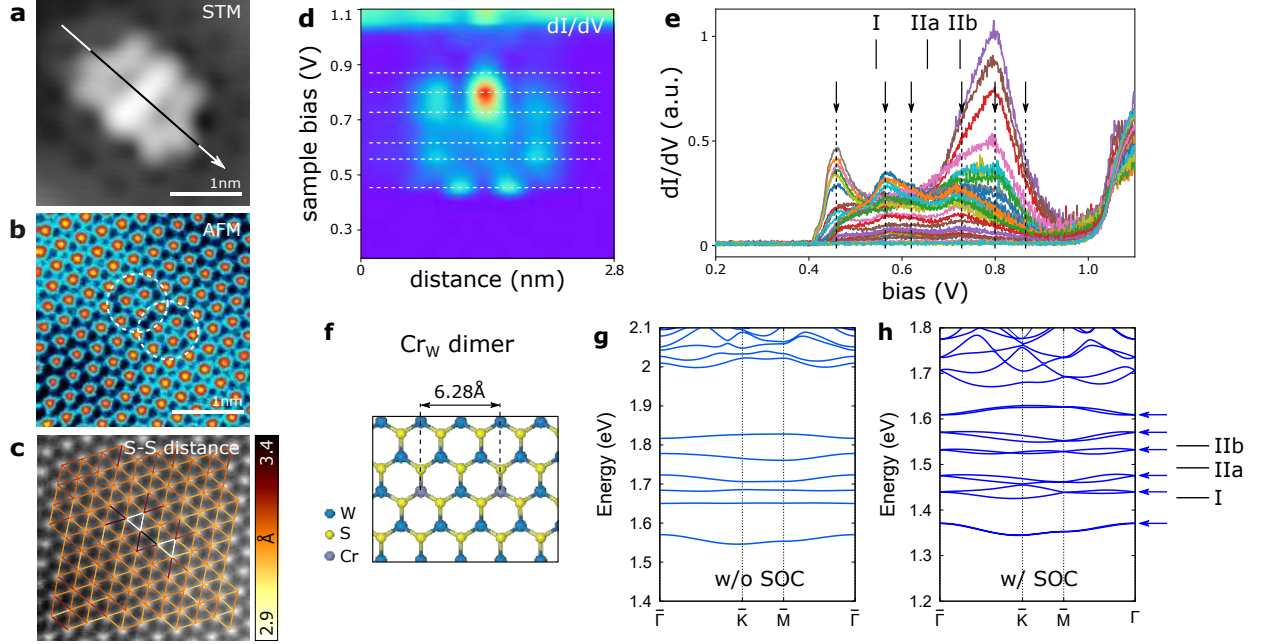 a
STM
1nm
b
AFM
1nm
c
S-S distance
3.4
Å
2.9
d
dI/dV
1.1
0.9
0.7
0.5
0.3
sample bias (V)
0
2.8
distance (nm)
e
I
IIa
IIb
1
0.5
0
dI/dV (a.u.)
0.2
0.4
0.6
0.8
1.0
bias (V)
f
CrW dimer
6.28Å
W
S
Cr
g
2.1
2
1.9
1.8
1.7
1.6
1.5
1.4
Energy (eV)
w/o SOC
Γ̄
K̄
M̄
Γ̄
h
1.8
1.7
1.6
1.5
1.4
1.3
1.2
Energy (eV)
w/ SOC
Γ̄
K̄
M̄
Γ
IIb
IIa
I